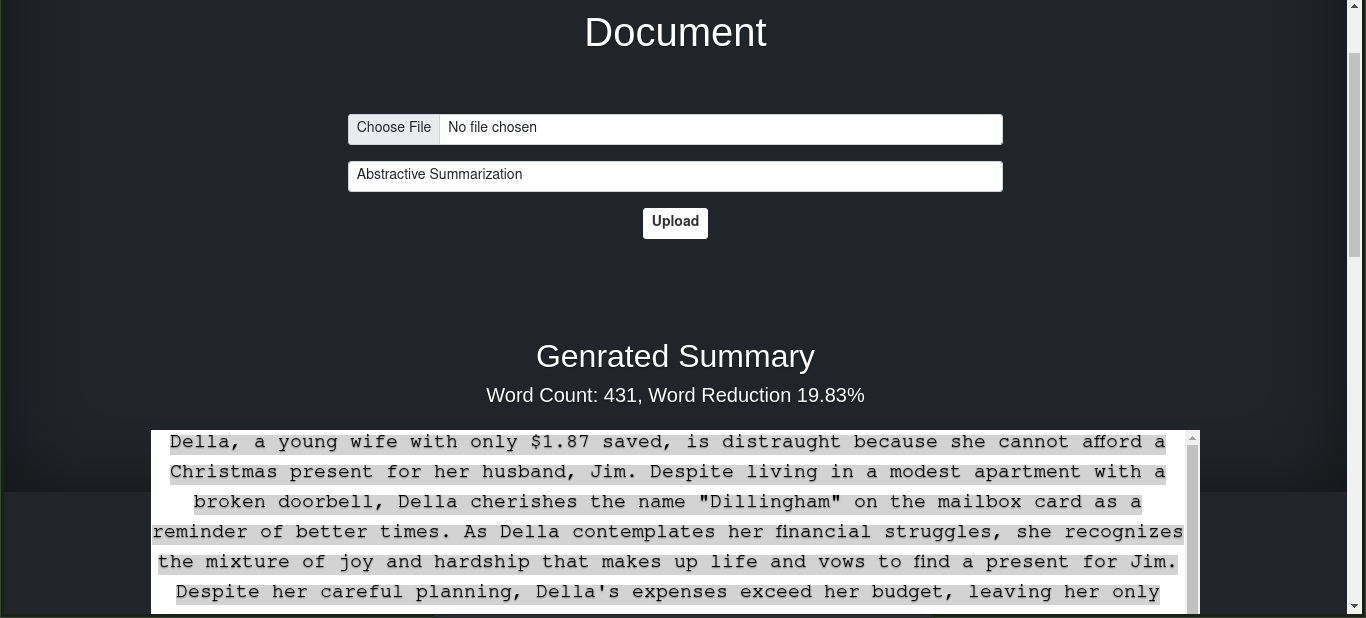 Document
Choose File No file chosen
Abstractive Summarization
Upload
Genrated Summary
Word Count: 431, Word Reduction 19.83%
Della, a young wife with only $1.87 saved, is distraught because she cannot afford a
Christmas present for her husband, Jim. Despite living in a modest apartment with a
broken doorbell, Della cherishes the name "Dillingham" on the mailbox card as a
reminder of better times. As Della contemplates her financial struggles, she recognizes
the mixture of joy and hardship that makes up life and vows to find a present for Jim.
Despite her careful planning, Della's expenses exceed her budget, leaving her only